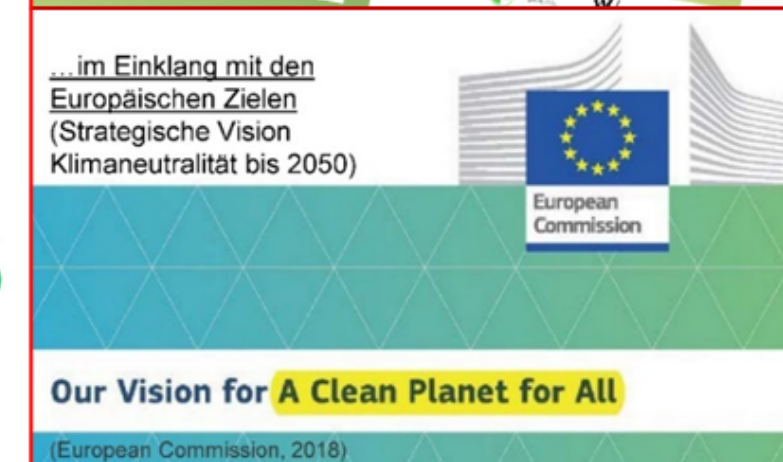 ...im Einklang mit den
Europäischen Zielen
(Strategische Vision
Klimaneutralität bis 2050)
European
Commission
Our Vision for A Clean Planet for All
(European Commission, 2018)